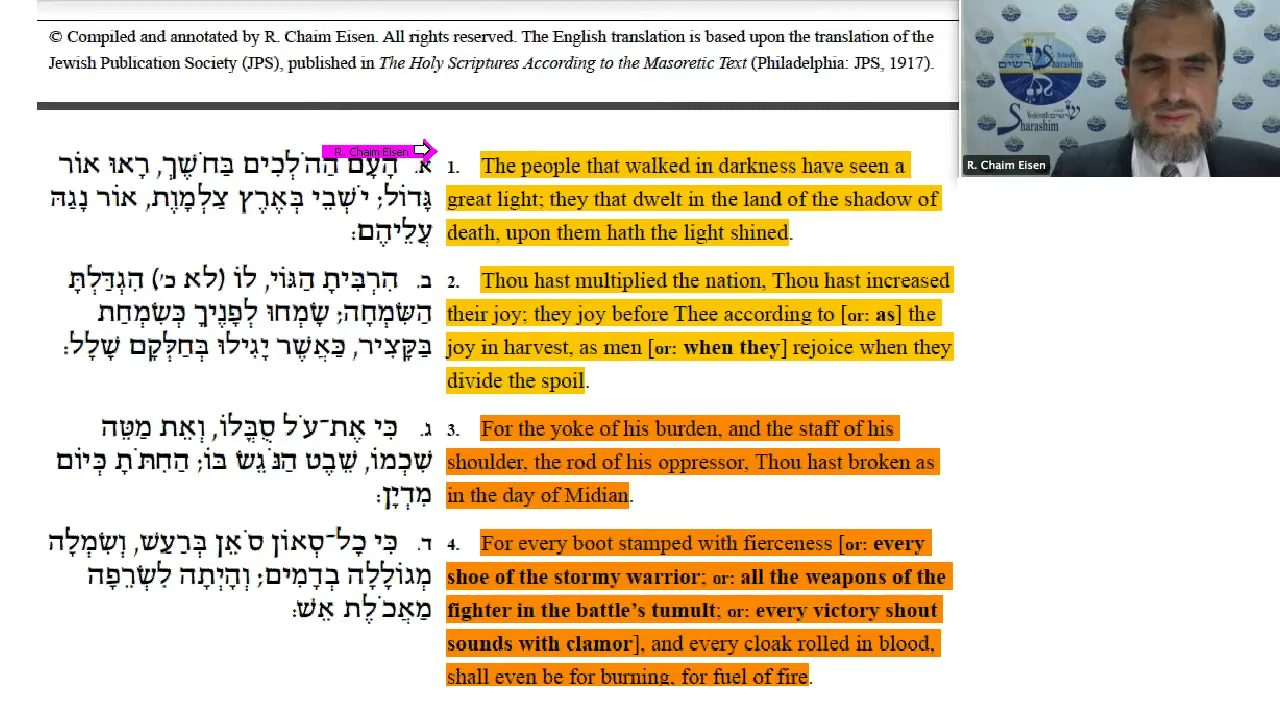 © Compiled and annotated by R. Chaim Eisen. All rights reserved. The English translation is based upon the translation of the
Jewish Publication Society (JPS), published in The Holy Scriptures According to the Masoretic Text (Philadelphia: JPS, 1917).
א. הָעָם הַהֹלְכִים בַּחֹשֶׁךְ, רָאוּ אוֹר
גָּדוֹל; יֹשְׁבֵי בְּאֶרֶץ צַלְמָוֶת, אוֹר נָגַהּ
עֲלֵיהֶם:
1. The people that walked in darkness have seen a
great light; they that dwelt in the land of the shadow of
death, upon them hath the light shined.
ב. הִרְבִּיתָ הַגּוֹי, לוֹ (לא כ׳) הִגְדַּלְתָּ
הַשִּׂמְחָה; שָׂמְחוּ לְפָנֶיךָ כְּשִׂמְחַת
בַּקָּצִיר, כַּאֲשֶׁר יָגִילוּ בְּחַלְּקָם שָׁלָל:
2. Thou hast multiplied the nation, Thou hast increased
their joy; they joy before Thee according to [or: as] the
joy in harvest, as men [or: when they] rejoice when they
divide the spoil.
ג. כִּי אֶת־עֹל סֻבֳּלוֹ, וְאֵת מַטֵּה
שִׁכְמוֹ; שֵׁבֶט הַנֹּגֵשׂ בּוֹ; הַחִתֹּתָ כְּיוֹם
מִדְיָן:
3. For the yoke of his burden, and the staff of his
shoulder, the rod of his oppressor, Thou hast broken as
in the day of Midian.
ד. כִּי כָל־סְאוֹן סֹאֵן בְּרַעַשׁ, וְשִׂמְלָה
מְגוֹלָלָה בְדָמִים; וְהָיְתָה לִשְׂרֵפָה
מַאֲכֹלֶת אֵשׁ:
4. For every boot stamped with fierceness [or: every
shoe of the stormy warrior; or: all the weapons of the
fighter in the battle’s tumult; or: every victory shout
sounds with clamor], and every cloak rolled in blood,
shall even be for burning, for fuel of fire.
R. Chaim Eisen
Yeshivath
שרשים
Sharashim
Yeshivath שרשים
Sharashim
R. Chaim Eisen